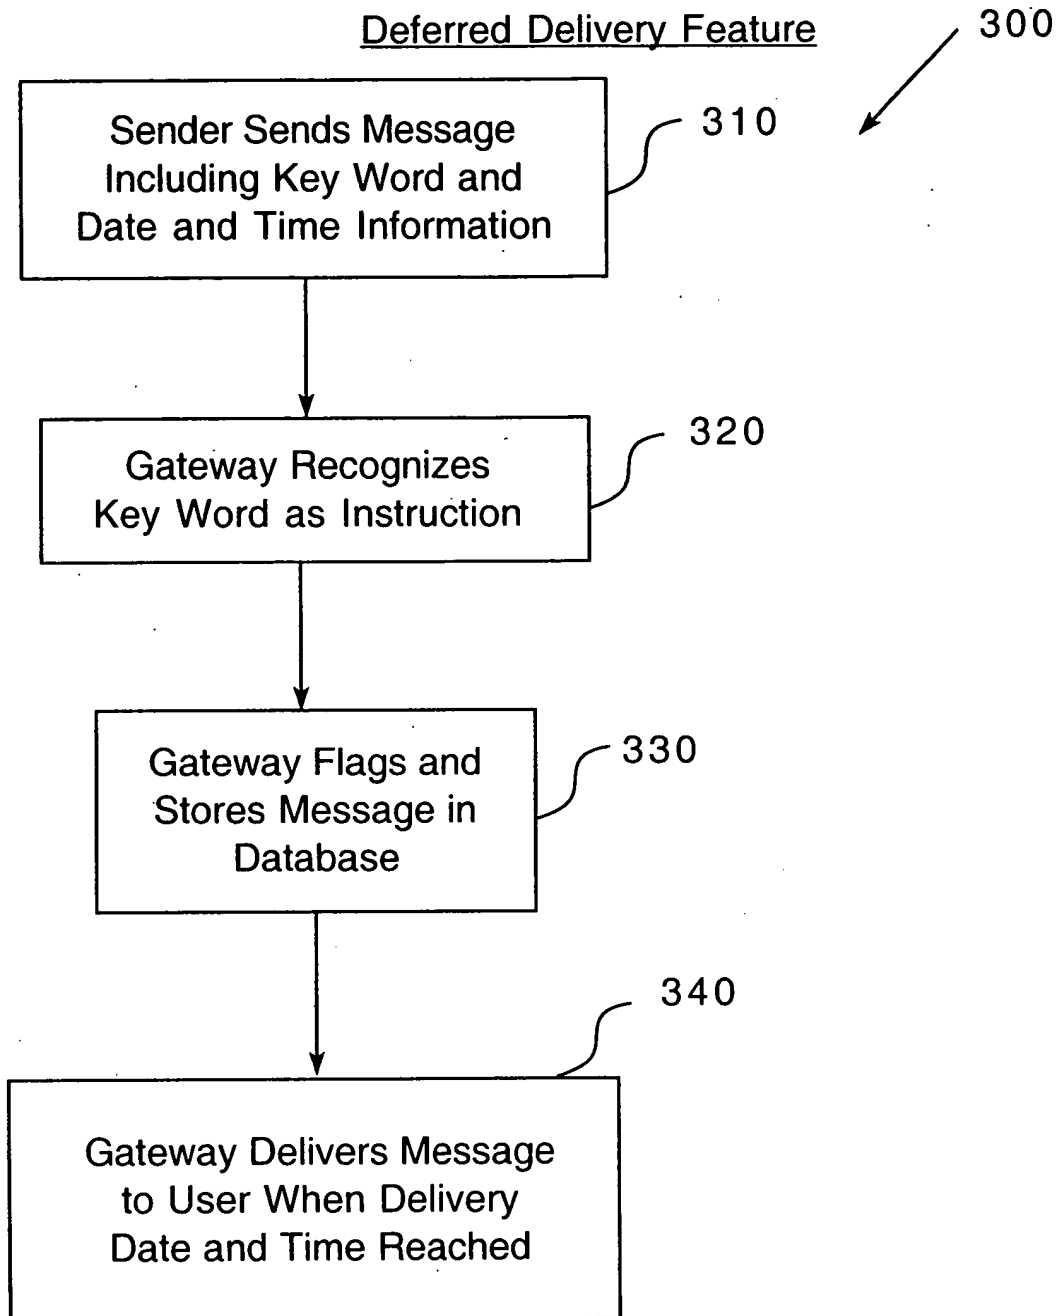 Deferred Delivery Feature
300
Sender Sends Message
Including Key Word and
Date and Time Information
310
Gateway Recognizes
Key Word as Instruction
320
Gateway Flags and
Stores Message in
Database
330
Gateway Delivers Message
to User When Delivery
Date and Time Reached
340